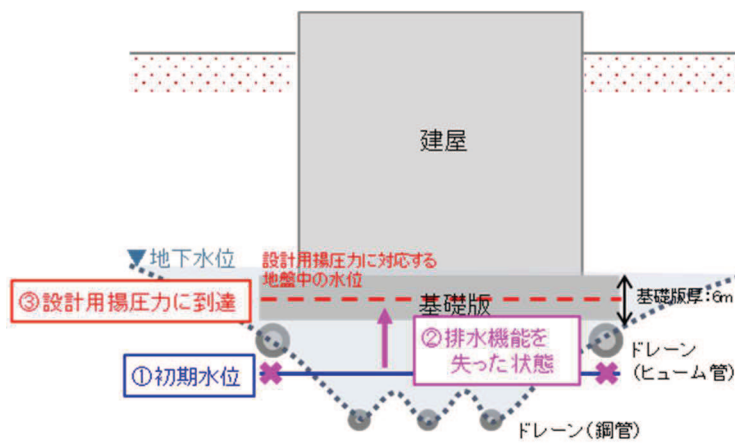 建屋
▼地下水位
設計用揚圧力に対応する
地盤中の水位
③設計用揚圧力に到達
基礎版
基礎版厚:6m
②排水機能を
失った状態
ドレーン
(ヒューム管)
①初期水位
ドレーン(鋼管)